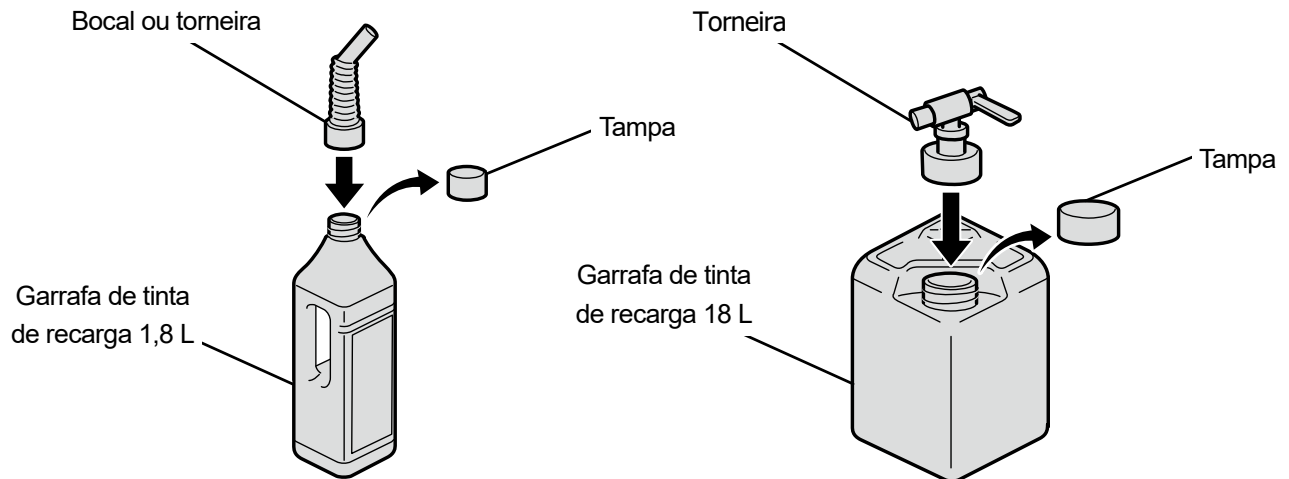 Bocal ou torneira
Tampa
Garrafa de tinta
de recarga 1,8 L
Torneira
Tampa
Garrafa de tinta
de recarga 18 L